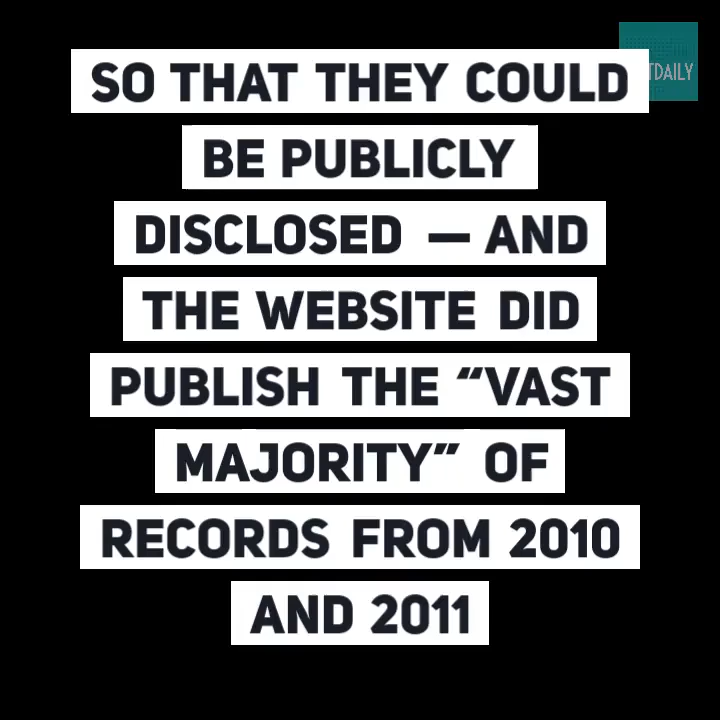 SO THAT THEY COULD
BE PUBLICLY
DISCLOSED — AND
THE WEBSITE DID
PUBLISH THE “VAST
MAJORITY” OF
RECORDS FROM 2010
AND 2011